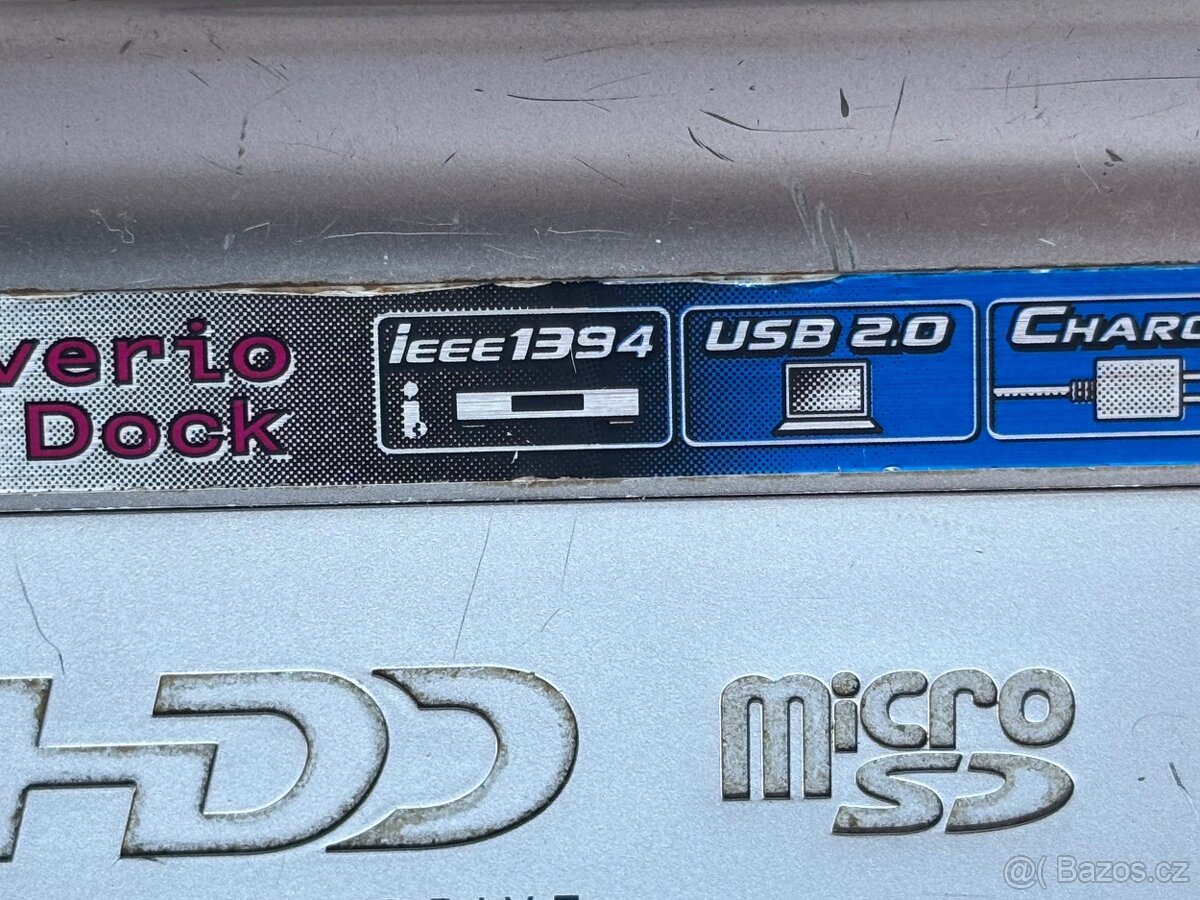 verio
Dock
iEEE1394
USB 2.0
CHARG
i.
HDD
micro
SD
@( Bazos.cz